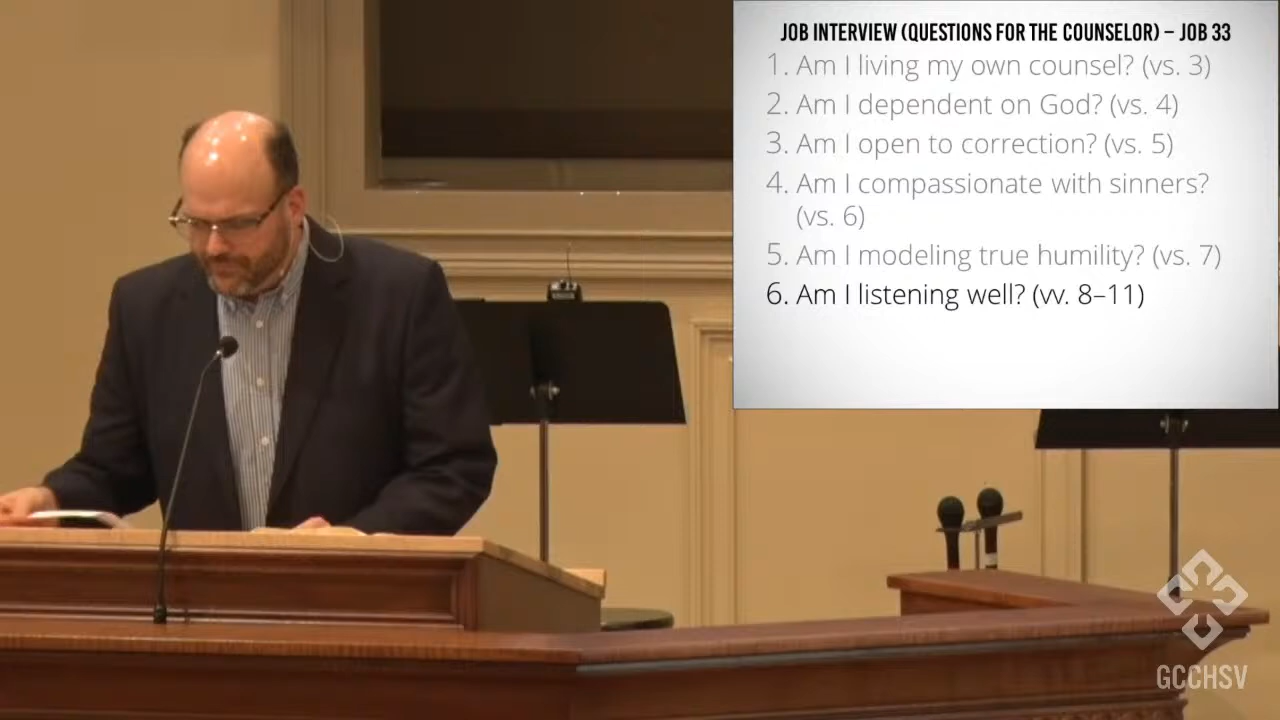 JOB INTERVIEW (QUESTIONS FOR THE COUNSELOR) – JOB 33
1. Am I living my own counsel? (vs. 3)
2. Am I dependent on God? (vs. 4)
3. Am I open to correction? (vs. 5)
4. Am I compassionate with sinners?
(vs. 6)
5. Am I modeling true humility? (vs. 7)
6. Am I listening well? (vv. 8–11)
GCCHSV